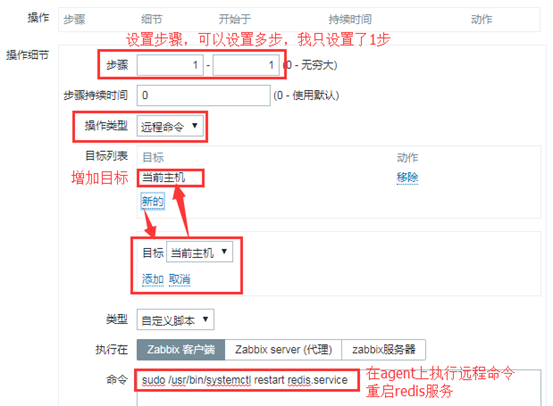 操作 步骤 细节 开始于 持续时间 动作
设置步骤，可以设置多步，我只设置了1步
操作细节
步骤 1 - 1 (0 - 无穷大)
步骤持续时间 0 (0 - 使用默认)
操作类型 远程命令
目标列表 目标 动作
增加目标 当前主机 移除
新的
目标 当前主机
添加 取消
类型 自定义脚本
执行在 Zabbix 客户端 Zabbix server (代理) zabbix服务器
命令 sudo /usr/bin/systemctl restart redis.service
在agent上执行远程命令
重启redis服务